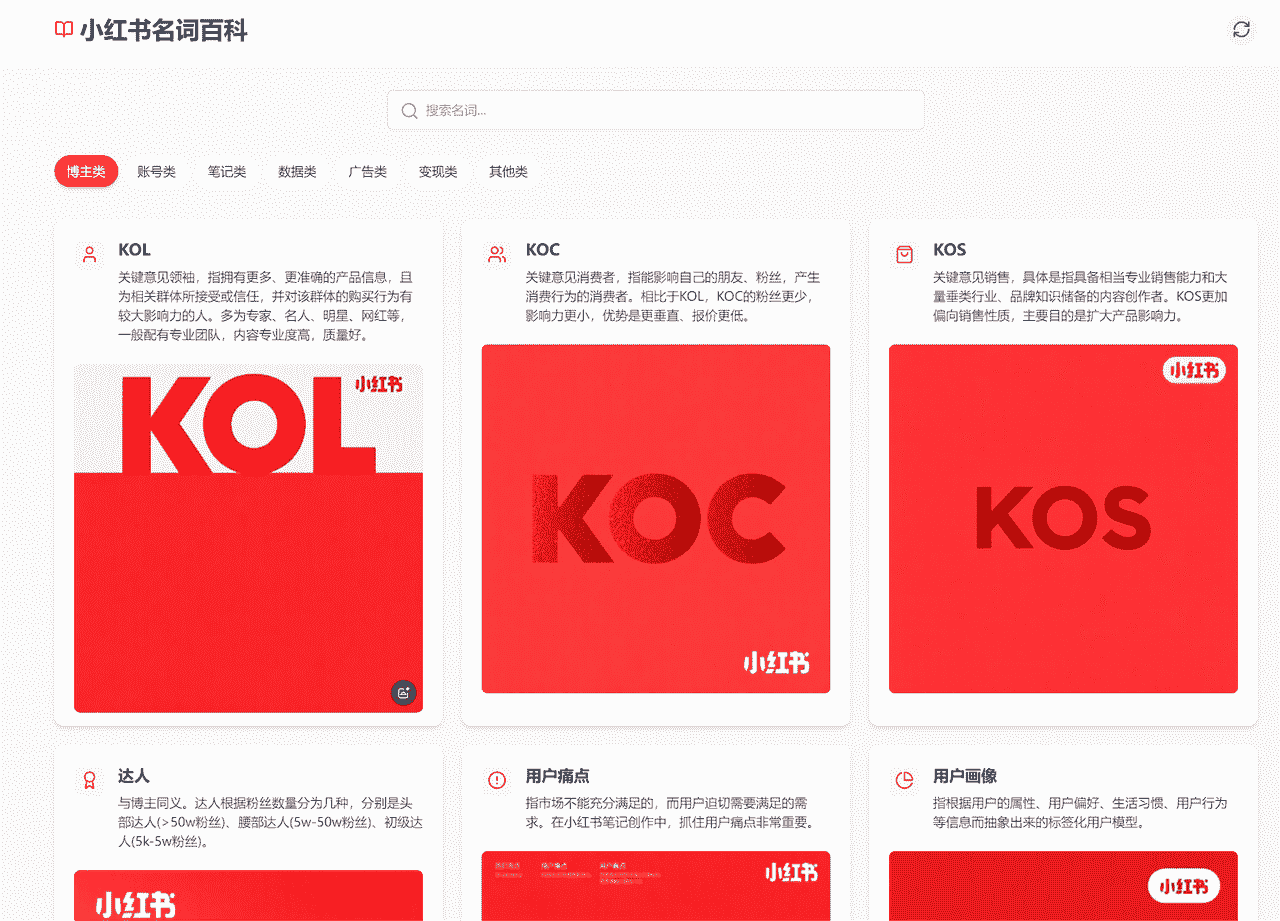 小红书名词百科
搜索名词...
博主类
账号类
笔记类
数据类
广告类
变现类
其他类
KOL
关键意见领袖，指拥有更多、更准确的产品信息，且
为相关群体所接受或信任，并对该群体的购买行为有
较大影响力的人。多为专家、名人、明星、网红等，
一般配有专业团队，内容专业度高，质量好。
KOL
小红书
KOC
关键意见消费者，指能影响自己的朋友、粉丝，产生
消费行为的消费者。相比于KOL，KOC的粉丝更少，
影响力更小，优势是更垂直、报价更低。
KOC
小红书
KOS
关键意见销售，具体是指具备相当专业销售能力和大
量垂类行业、品牌知识储备的内容创作者。KOS更加
偏向销售性质，主要目的是扩大产品影响力。
小红书
KOS
达人
与博主同义。达人根据粉丝数量分为几种，分别是头
部达人(>50w粉丝)、腰部达人(5w-50w粉丝)、初级达
人(5k-5w粉丝)。
小红书
用户痛点
指市场不能充分满足的，而用户迫切需要满足的需
求。在小红书笔记创作中，抓住用户痛点非常重要。
小红书
用户画像
指根据用户的属性、用户偏好、生活习惯、用户行为
等信息而抽象出来的标签化用户模型。
小红书